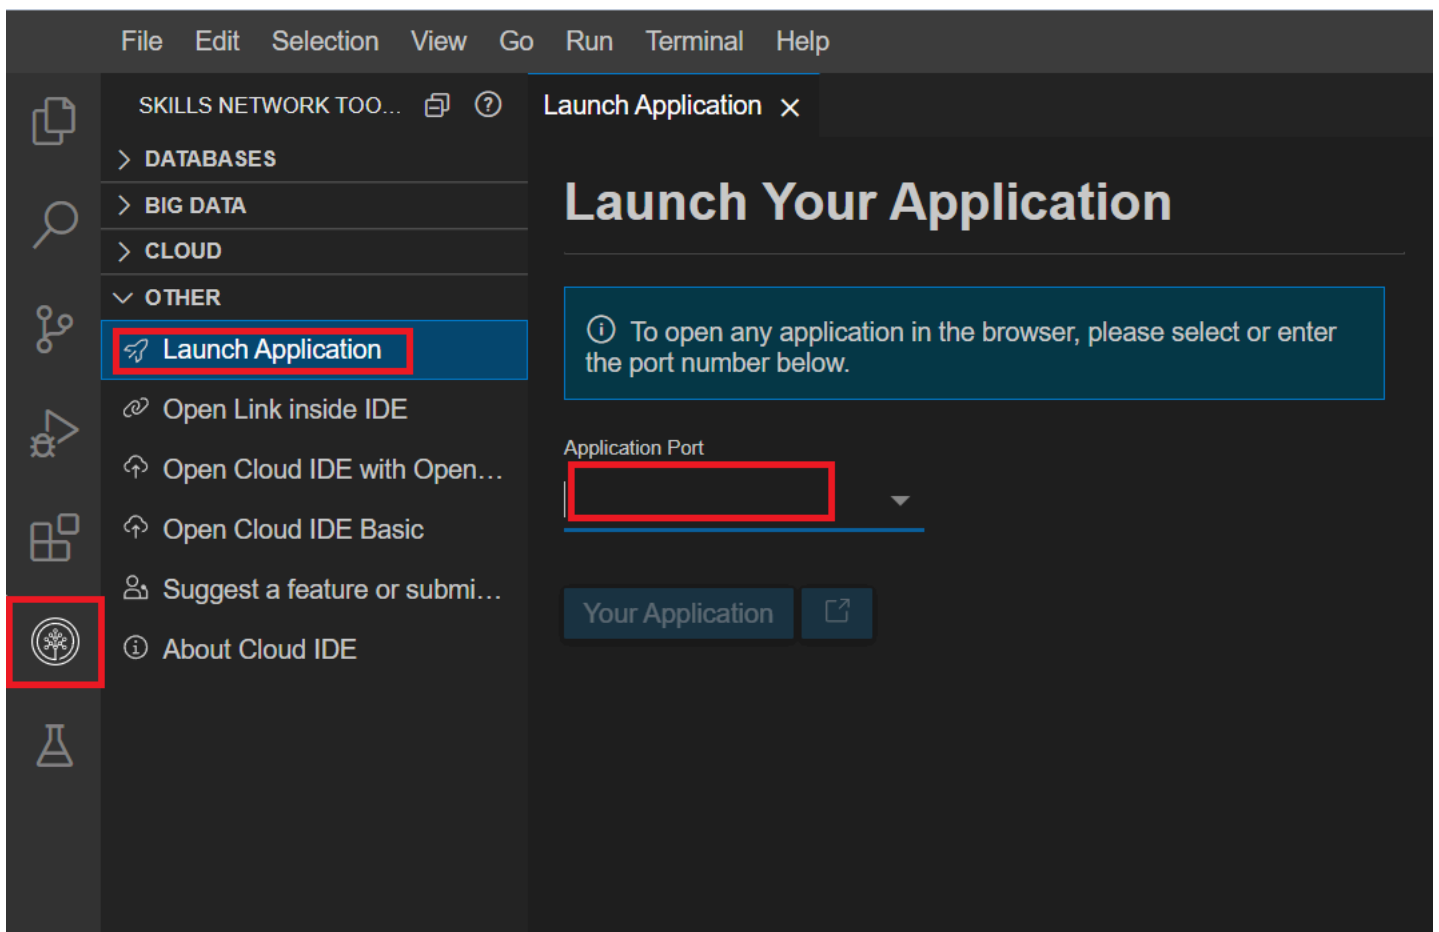 File Edit Selection View Go Run Terminal Help
SKILLS NETWORK TOO...
Launch Application
DATABASES
BIG DATA
CLOUD
OTHER
Launch Application
Open Link inside IDE
Open Cloud IDE with Open...
Open Cloud IDE Basic
Suggest a feature or submi...
About Cloud IDE
Launch Your Application
To open any application in the browser, please select or enter
the port number below.
Application Port
Your Application